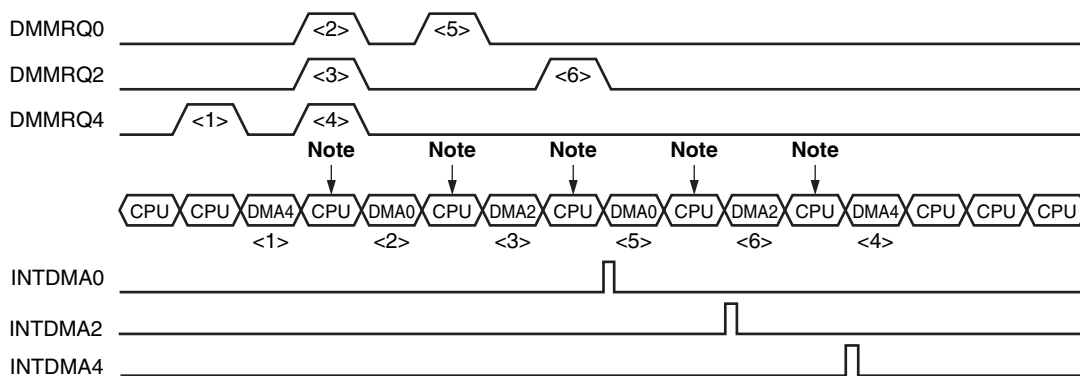 DMMRQ0 <2> <5>
DMMRQ2 <3> <6>
DMMRQ4 <1> <4>
Note Note Note Note Note
CPU CPU DMA4 CPU DMA0 CPU DMA2 CPU DMA0 CPU DMA2 CPU DMA4 CPU CPU CPU
<1> <2> <3> <5> <6> <4>
INTDMA0
INTDMA2
INTDMA4